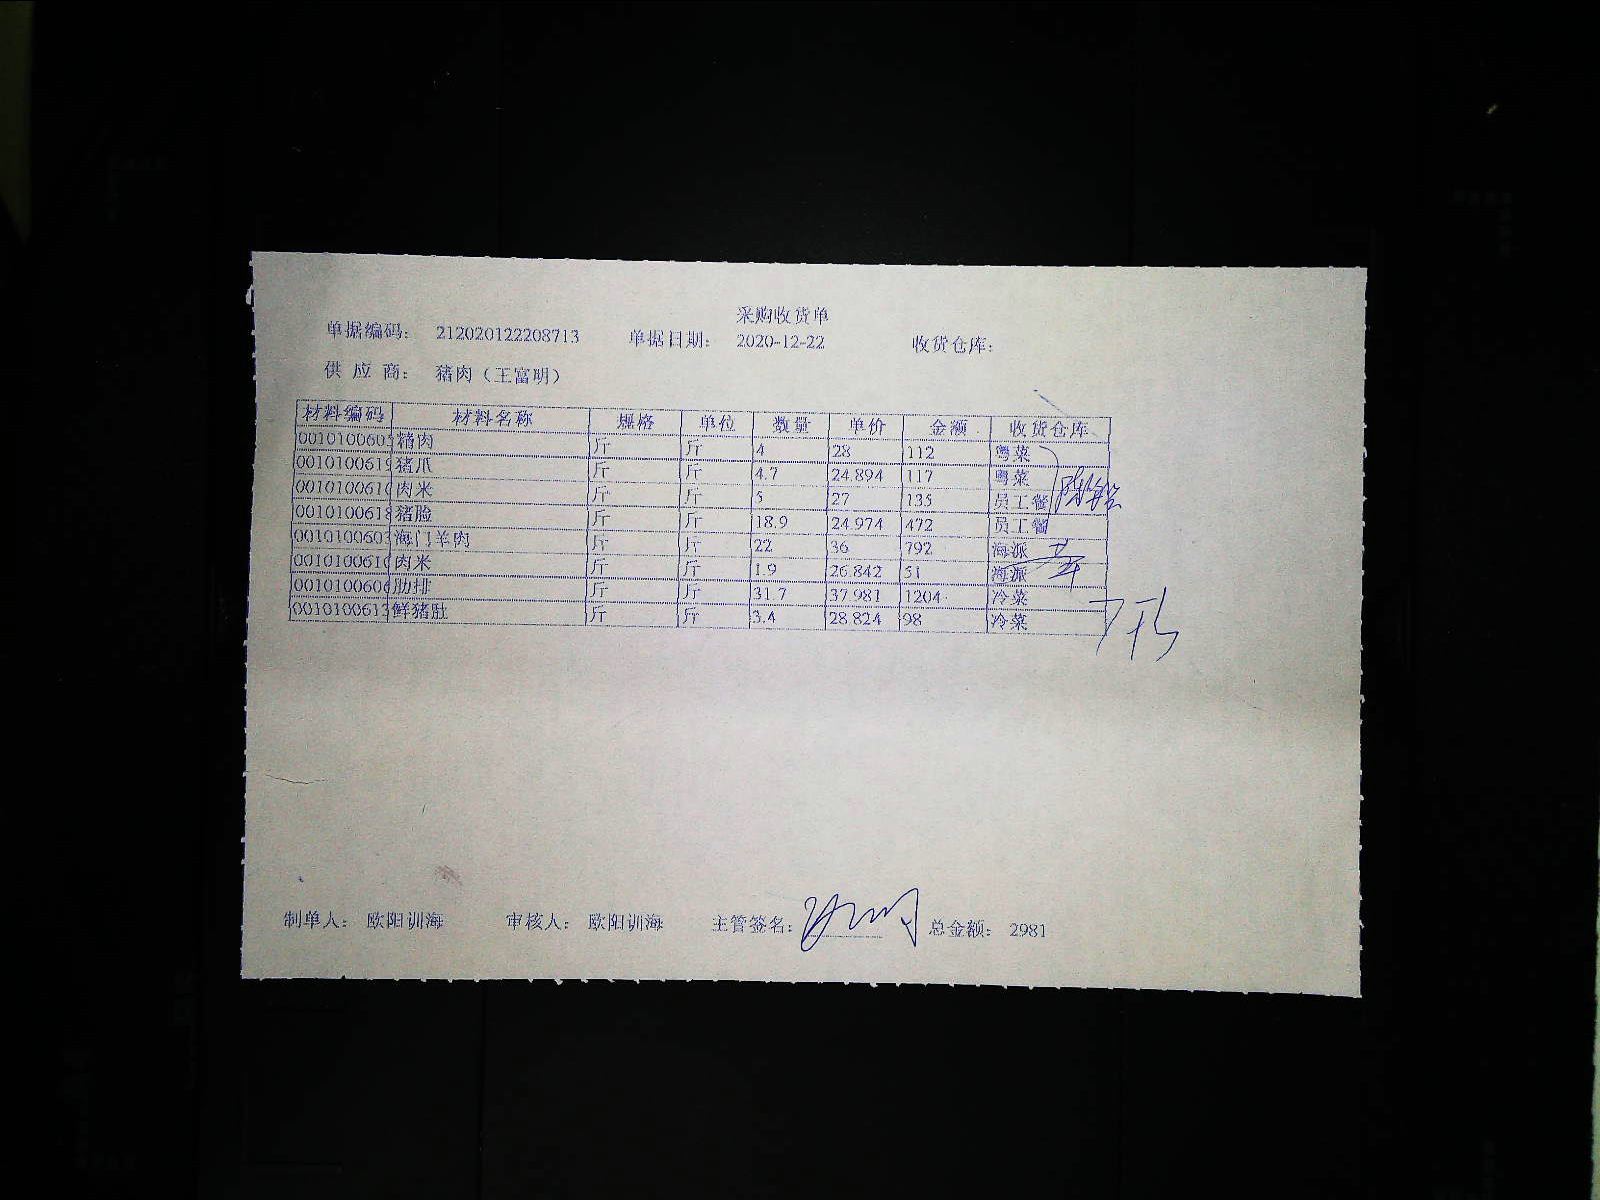 采购收货单
单据编码： 212020122208713 单据日期： 2020-12-22 收货仓库：
供 应 商： 猪肉（王富明）
材料编码 材料名称 规格 单位 数量 单价 金额 收货仓库
0010100605 猪肉 斤 斤 4 28 112 粤菜
0010100619 猪爪 斤 斤 4.7 24.894 117 粤菜
0010100610 肉米 斤 斤 5 27 135 员工餐
0010100618 猪脸 斤 斤 18.9 24.974 472 员工餐
0010100603 海门羊肉 斤 斤 22 36 792 海派
0010100610 肉米 斤 斤 1.9 26.842 51 海派
0010100606 肋排 斤 斤 31.7 37.981 1204 冷菜
0010100613 鲜猪肚 斤 斤 3.4 28.824 98 冷菜
制单人： 欧阳训海 审核人： 欧阳训海 主管签名： 总金额： 2981